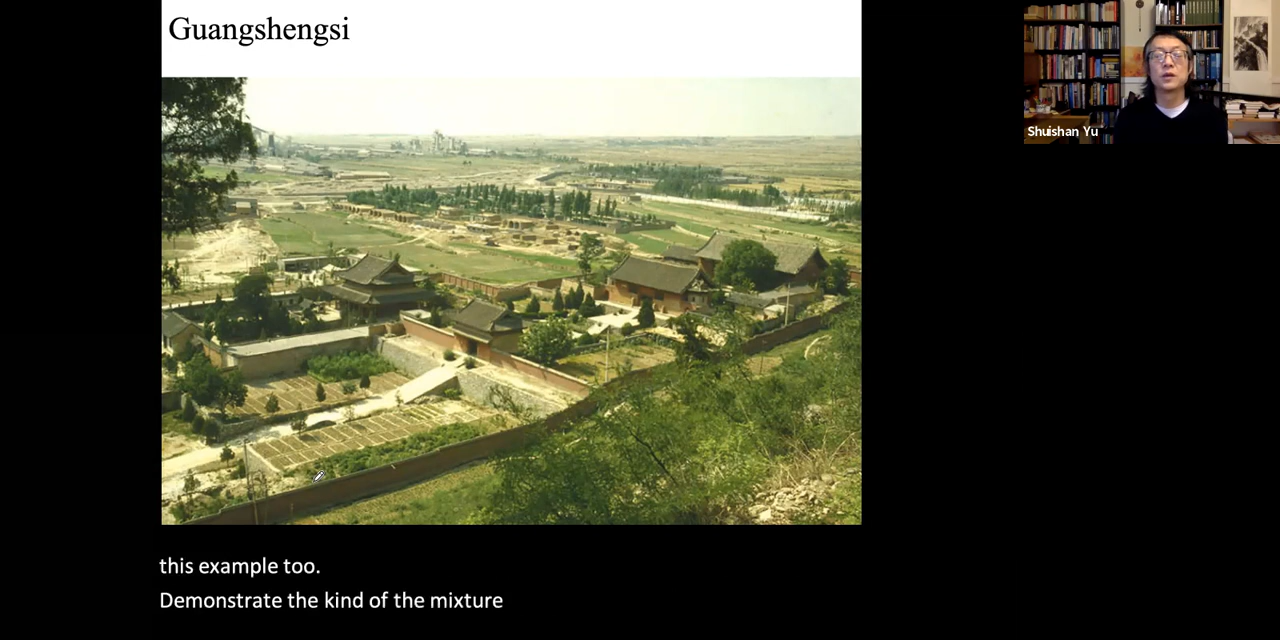 Guangshengsi
Shuishan Yu
this example too.
Demonstrate the kind of the mixture